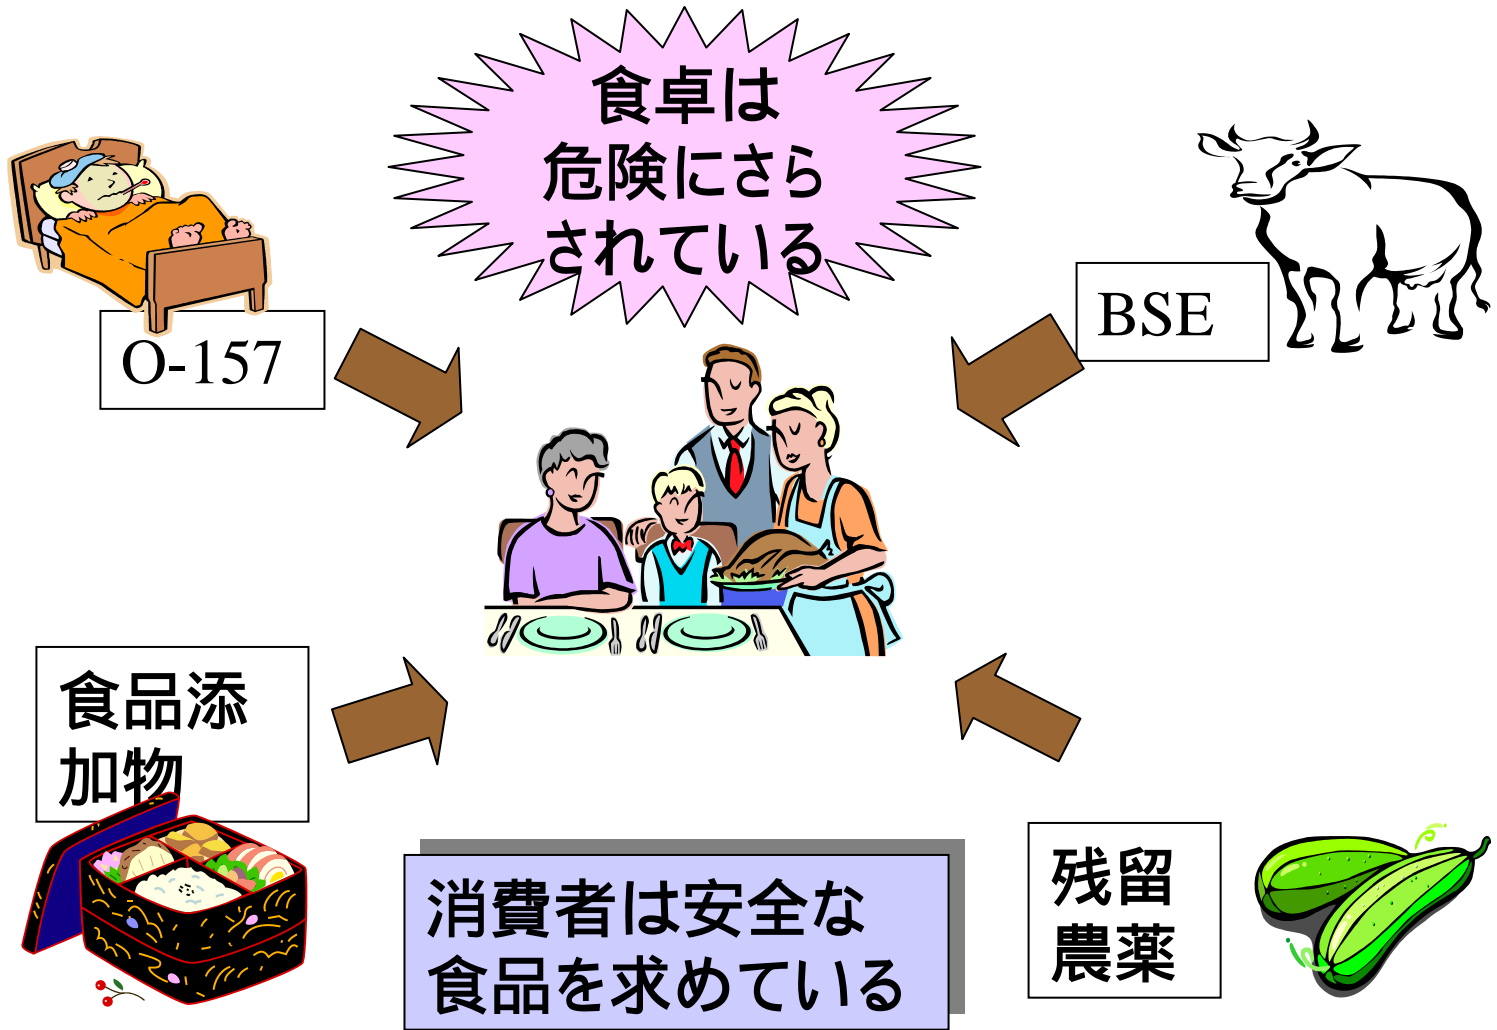 食卓は
危険にさら
されている
O-157
BSE
食品添
加物
残留
農薬
消費者は安全な
食品を求めている